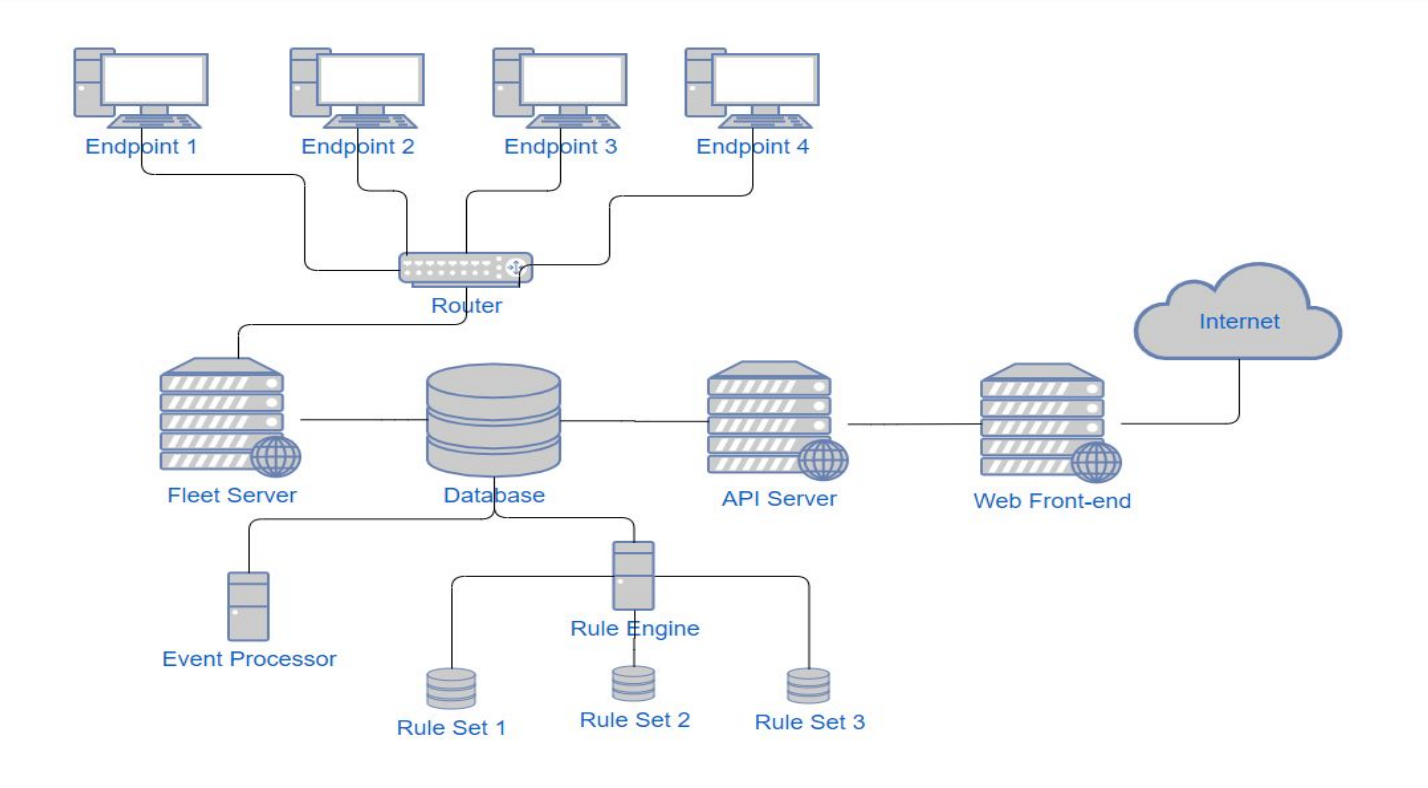 Endpoint 1
Endpoint 2
Endpoint 3
Endpoint 4
Router
Internet
Fleet Server
Database
API Server
Web Front-end
Rule Engine
Event Processor
Rule Set 1
Rule Set 2
Rule Set 3